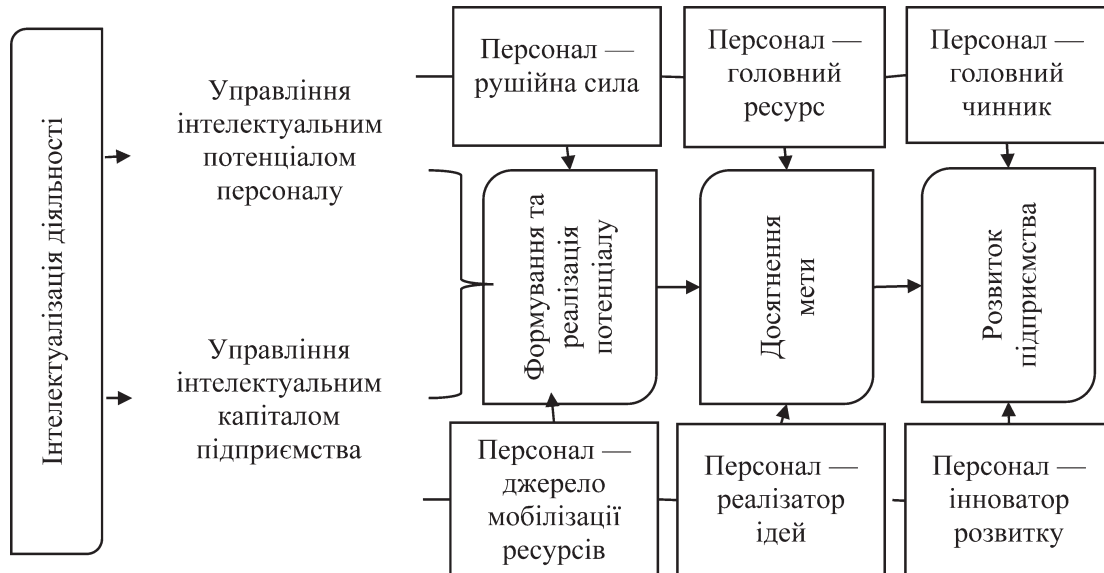 Інтелектуалізація діяльності
Управління
інтелектуальним
потенціалом
персоналу
Управління
інтелектуальним
капіталом
підприємства
Персонал —
рушійна сила
Персонал —
головний
ресурс
Персонал —
головний
чинник
Формування та
реалізація
потенціалу
Досягнення
мети
Розвиток
підприємства
Персонал —
джерело
мобілізації
ресурсів
Персонал —
реалізатор
ідей
Персонал —
інноватор
розвитку